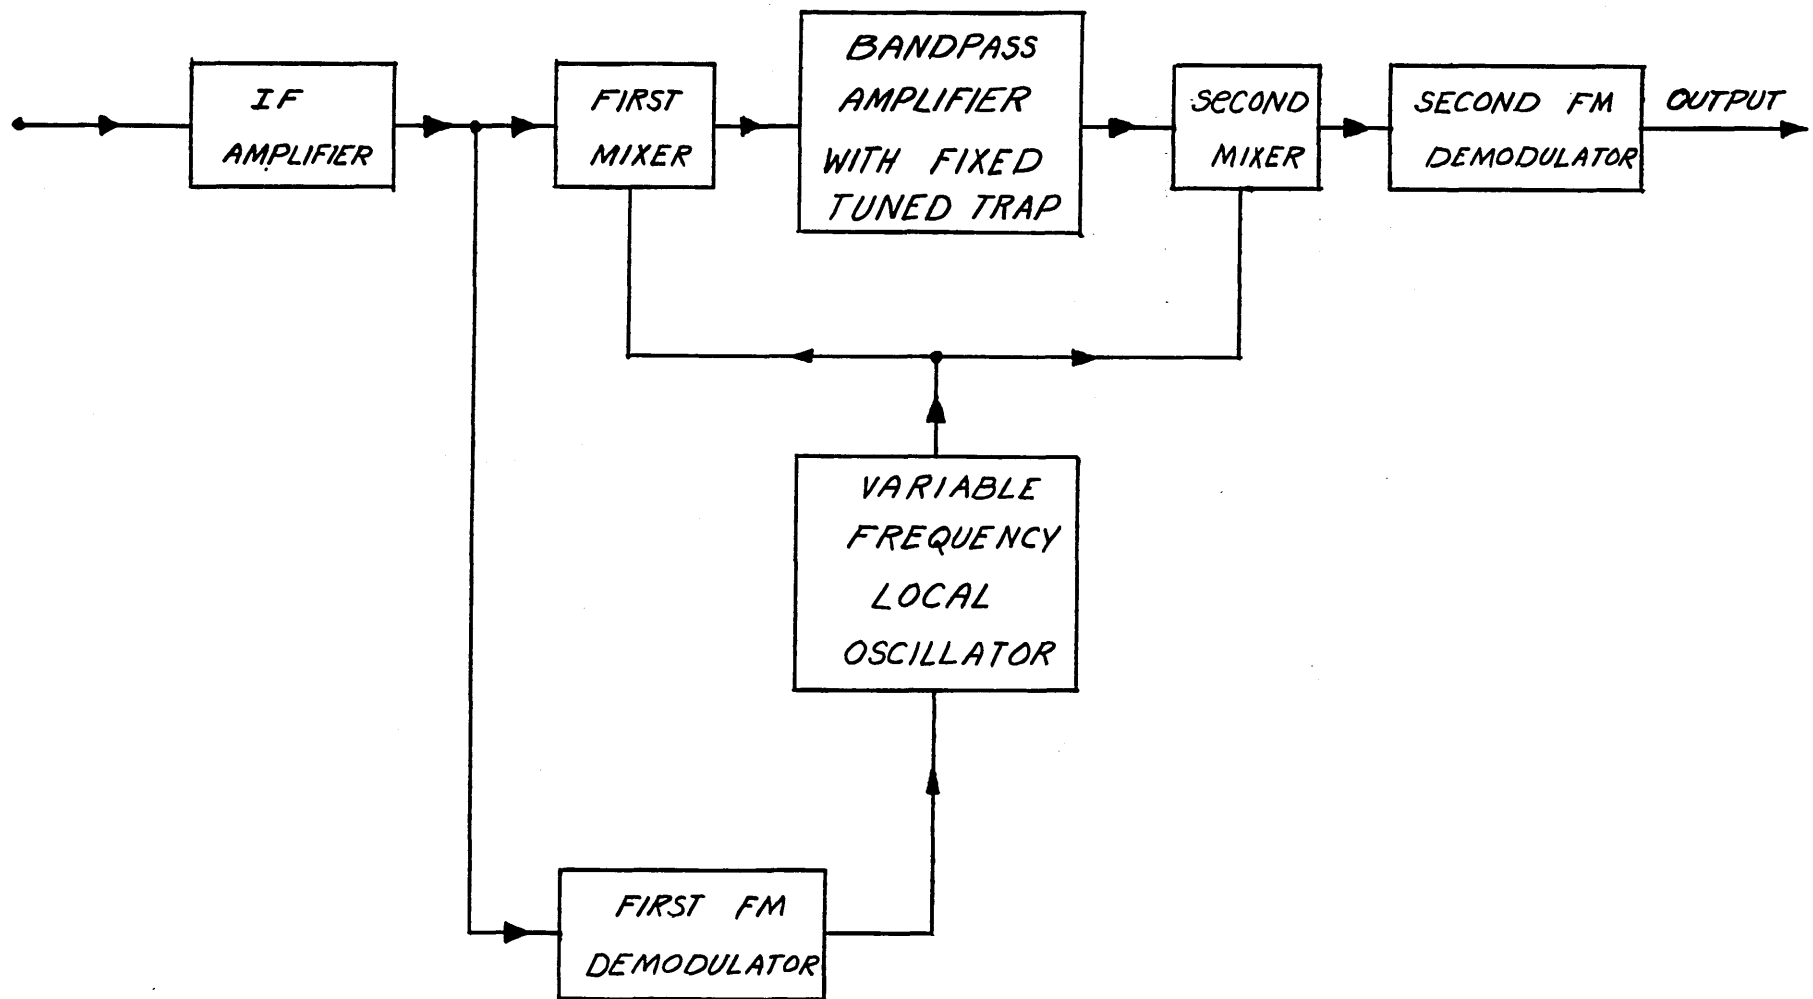 IF
AMPLIFIER
FIRST
MIXER
BANDPASS
AMPLIFIER
WITH FIXED
TUNED TRAP
SECOND
MIXER
SECOND FM
DEMODULATOR
OUTPUT
VARIABLE
FREQUENCY
LOCAL
OSCILLATOR
FIRST FM
DEMODULATOR